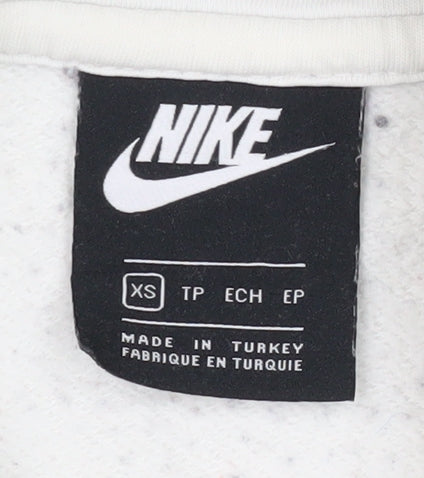 NIKE
XS TP ECH EP
MADE IN TURKEY
FABRIQUE EN TURQUIE